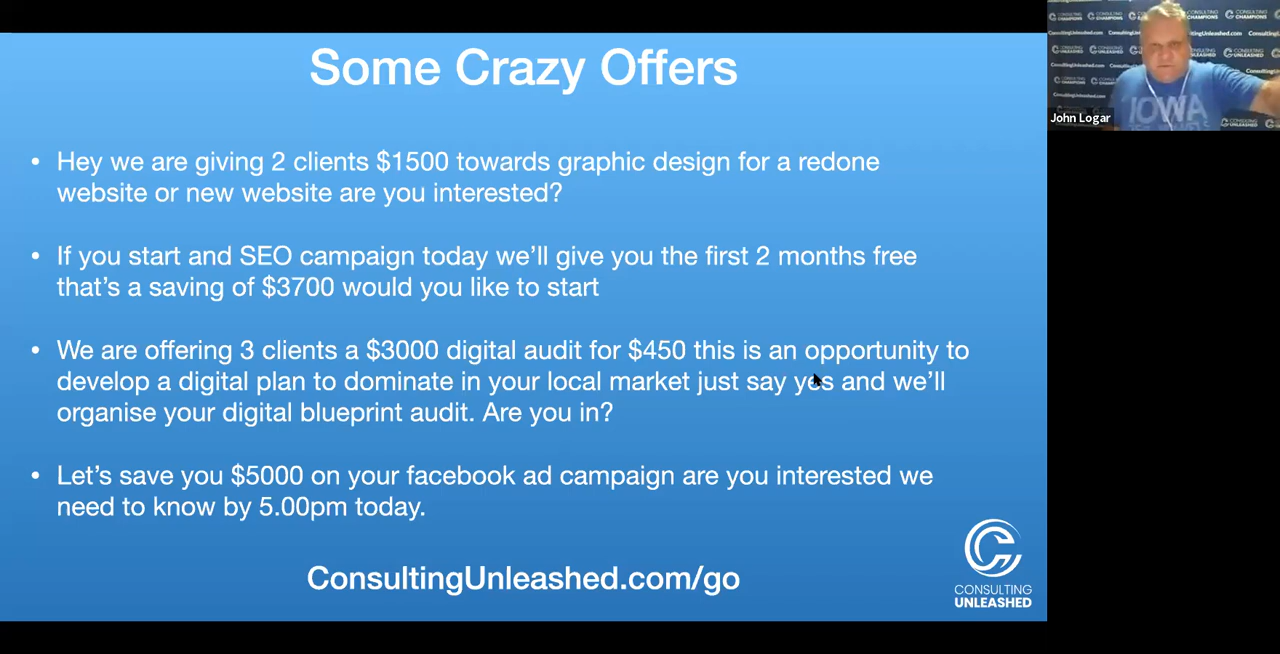 Some Crazy Offers
• Hey we are giving 2 clients $1500 towards graphic design for a redone
website or new website are you interested?
• If you start and SEO campaign today we’ll give you the first 2 months free
that’s a saving of $3700 would you like to start
• We are offering 3 clients a $3000 digital audit for $450 this is an opportunity to
develop a digital plan to dominate in your local market just say yes and we’ll
organise your digital blueprint audit. Are you in?
• Let’s save you $5000 on your facebook ad campaign are you interested we
need to know by 5.00pm today.
ConsultingUnleashed.com/go
CONSULTING
UNLEASHED
CONSULTING
CHAMPIONS
ConsultingUnleashed.com
IOWA
John Logar